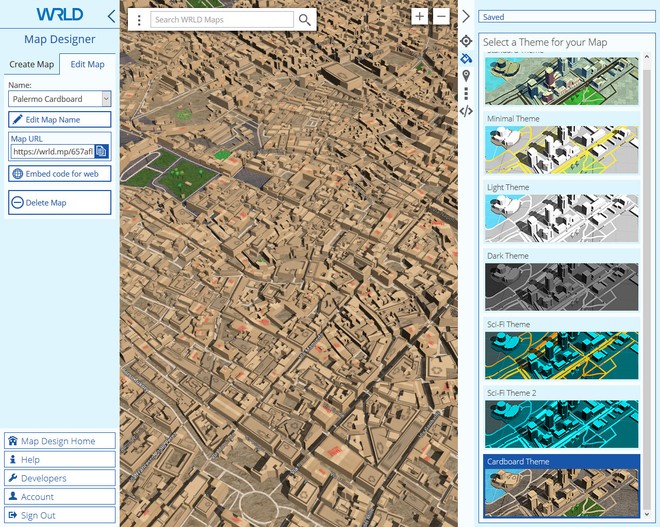 WRLD
Map Designer
Create Map
Edit Map
Name:
Palermo Cardboard
Edit Map Name
Map URL
https://wrld.mp/657afl
Embed code for web
Delete Map
Map Design Home
Help
Developers
Account
Sign Out
Search WRLD Maps
Saved
Select a Theme for your Map
Minimal Theme
Light Theme
Dark Theme
Sci-Fi Theme
Sci-Fi Theme 2
Cardboard Theme